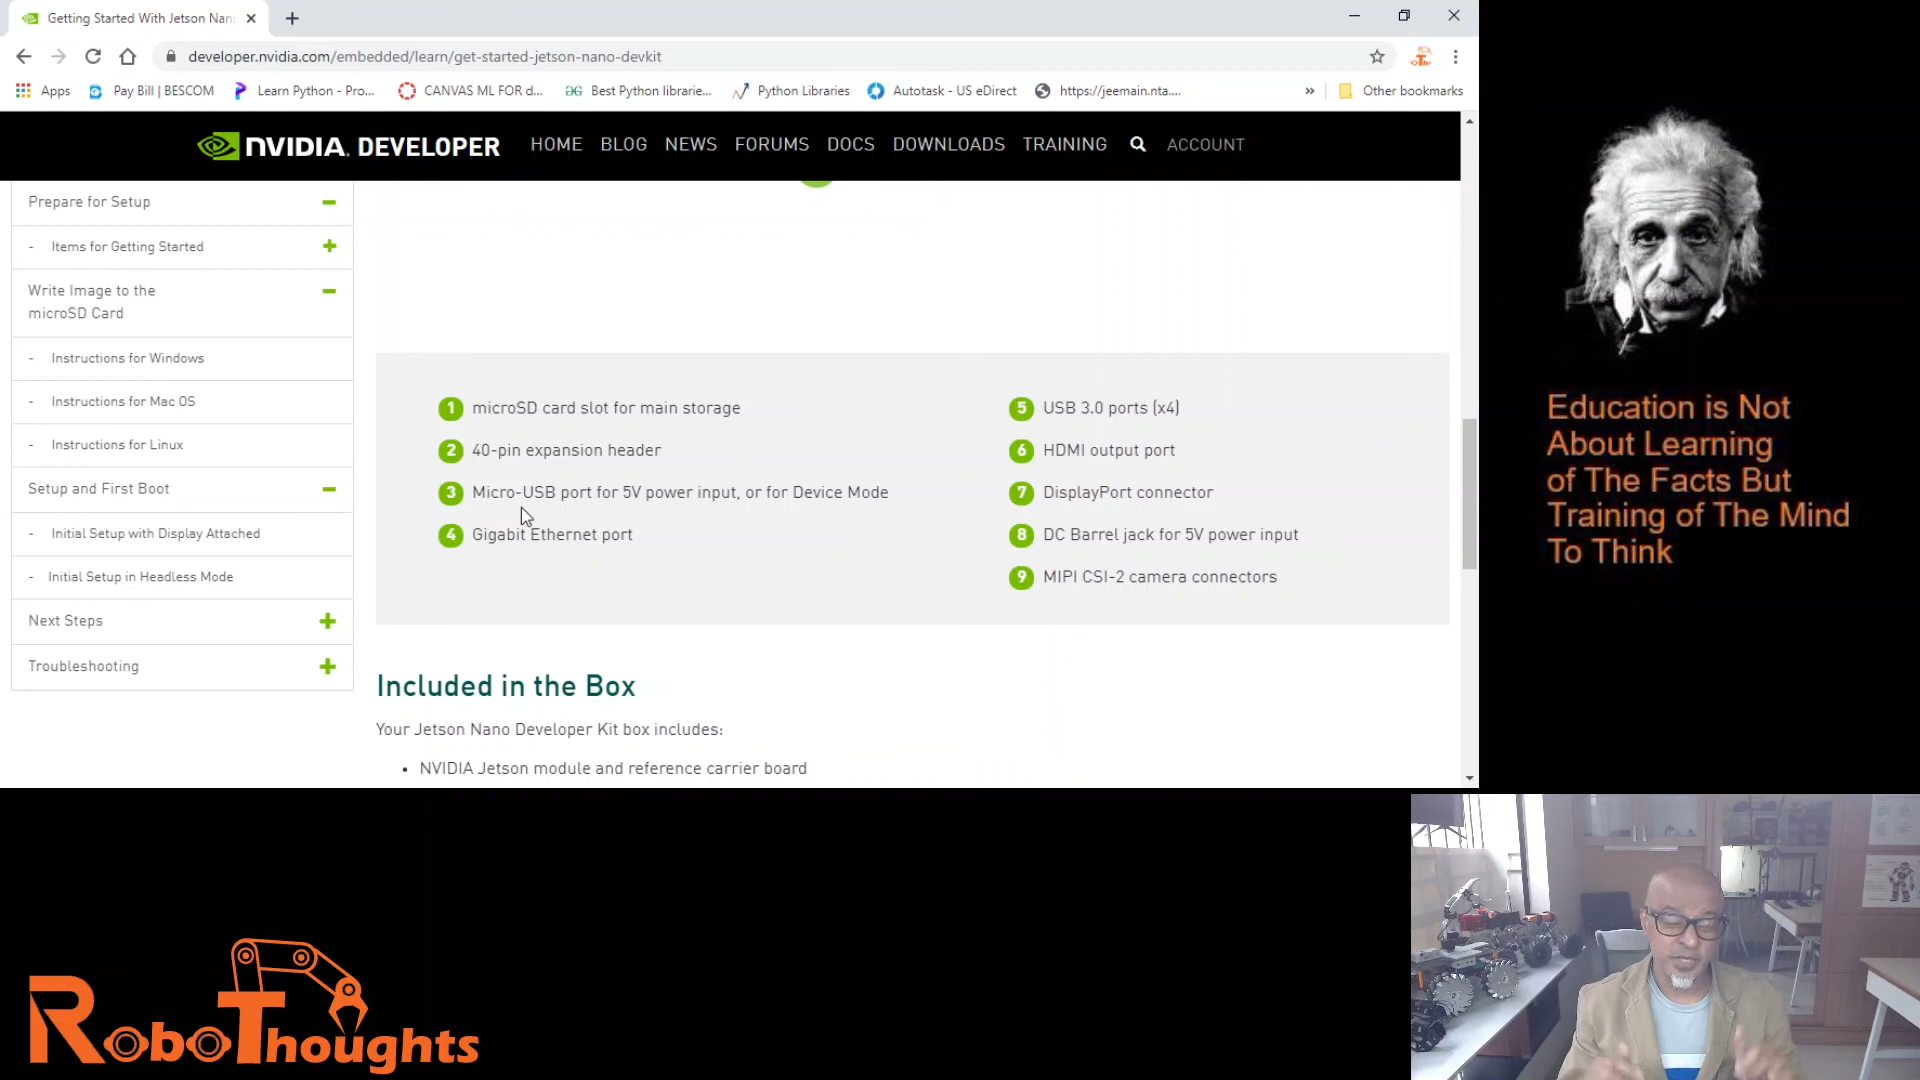 Getting Started With Jetson Nan
developer.nvidia.com/embedded/learn/get-started-jetson-nano-devkit
Apps
Pay Bill | BESCOM
Learn Python - Pro...
CANVAS ML FOR d...
Best Python librarie...
Python Libraries
Autotask - US eDirect
https://jeemain.nta....
»
Other bookmarks
NVIDIA. DEVELOPER
HOME
BLOG
NEWS
FORUMS
DOCS
DOWNLOADS
TRAINING
ACCOUNT
Prepare for Setup
- Items for Getting Started
Write Image to the
microSD Card
- Instructions for Windows
- Instructions for Mac OS
- Instructions for Linux
Setup and First Boot
- Initial Setup with Display Attached
- Initial Setup in Headless Mode
Next Steps
Troubleshooting
1 microSD card slot for main storage
2 40-pin expansion header
3 Micro-USB port for 5V power input, or for Device Mode
4 Gigabit Ethernet port
5 USB 3.0 ports (x4)
6 HDMI output port
7 DisplayPort connector
8 DC Barrel jack for 5V power input
9 MIPI CSI-2 camera connectors
Included in the Box
Your Jetson Nano Developer Kit box includes:
• NVIDIA Jetson module and reference carrier board
Education is Not
About Learning
of The Facts But
Training of The Mind
To Think
RoboThoughts